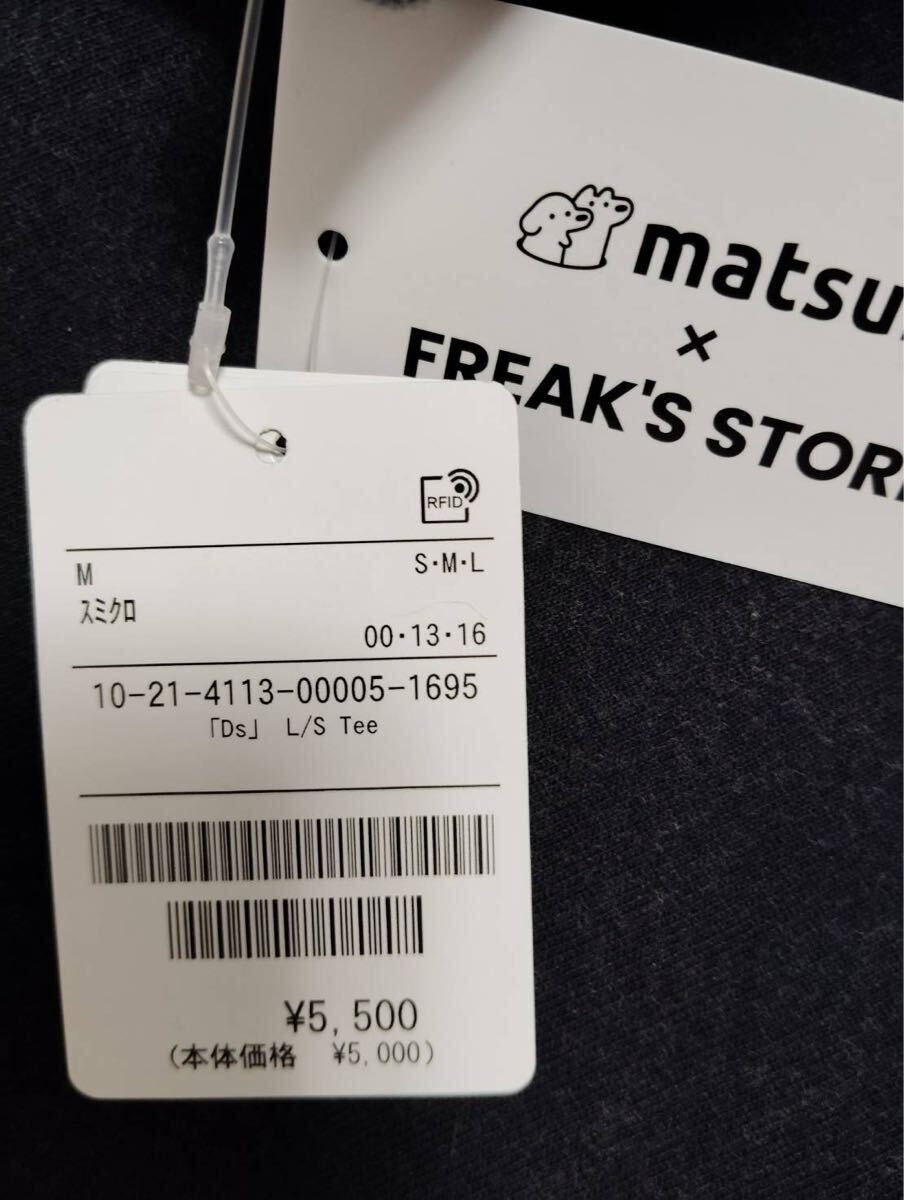 matsu
×
FREAK'S STOR
RFID
M S・M・L
ｽﾐｸﾛ
00・13・16
10-21-4113-00005-1695
「Ds」 L/S Tee
¥5,500
(本体価格 ¥5,000)